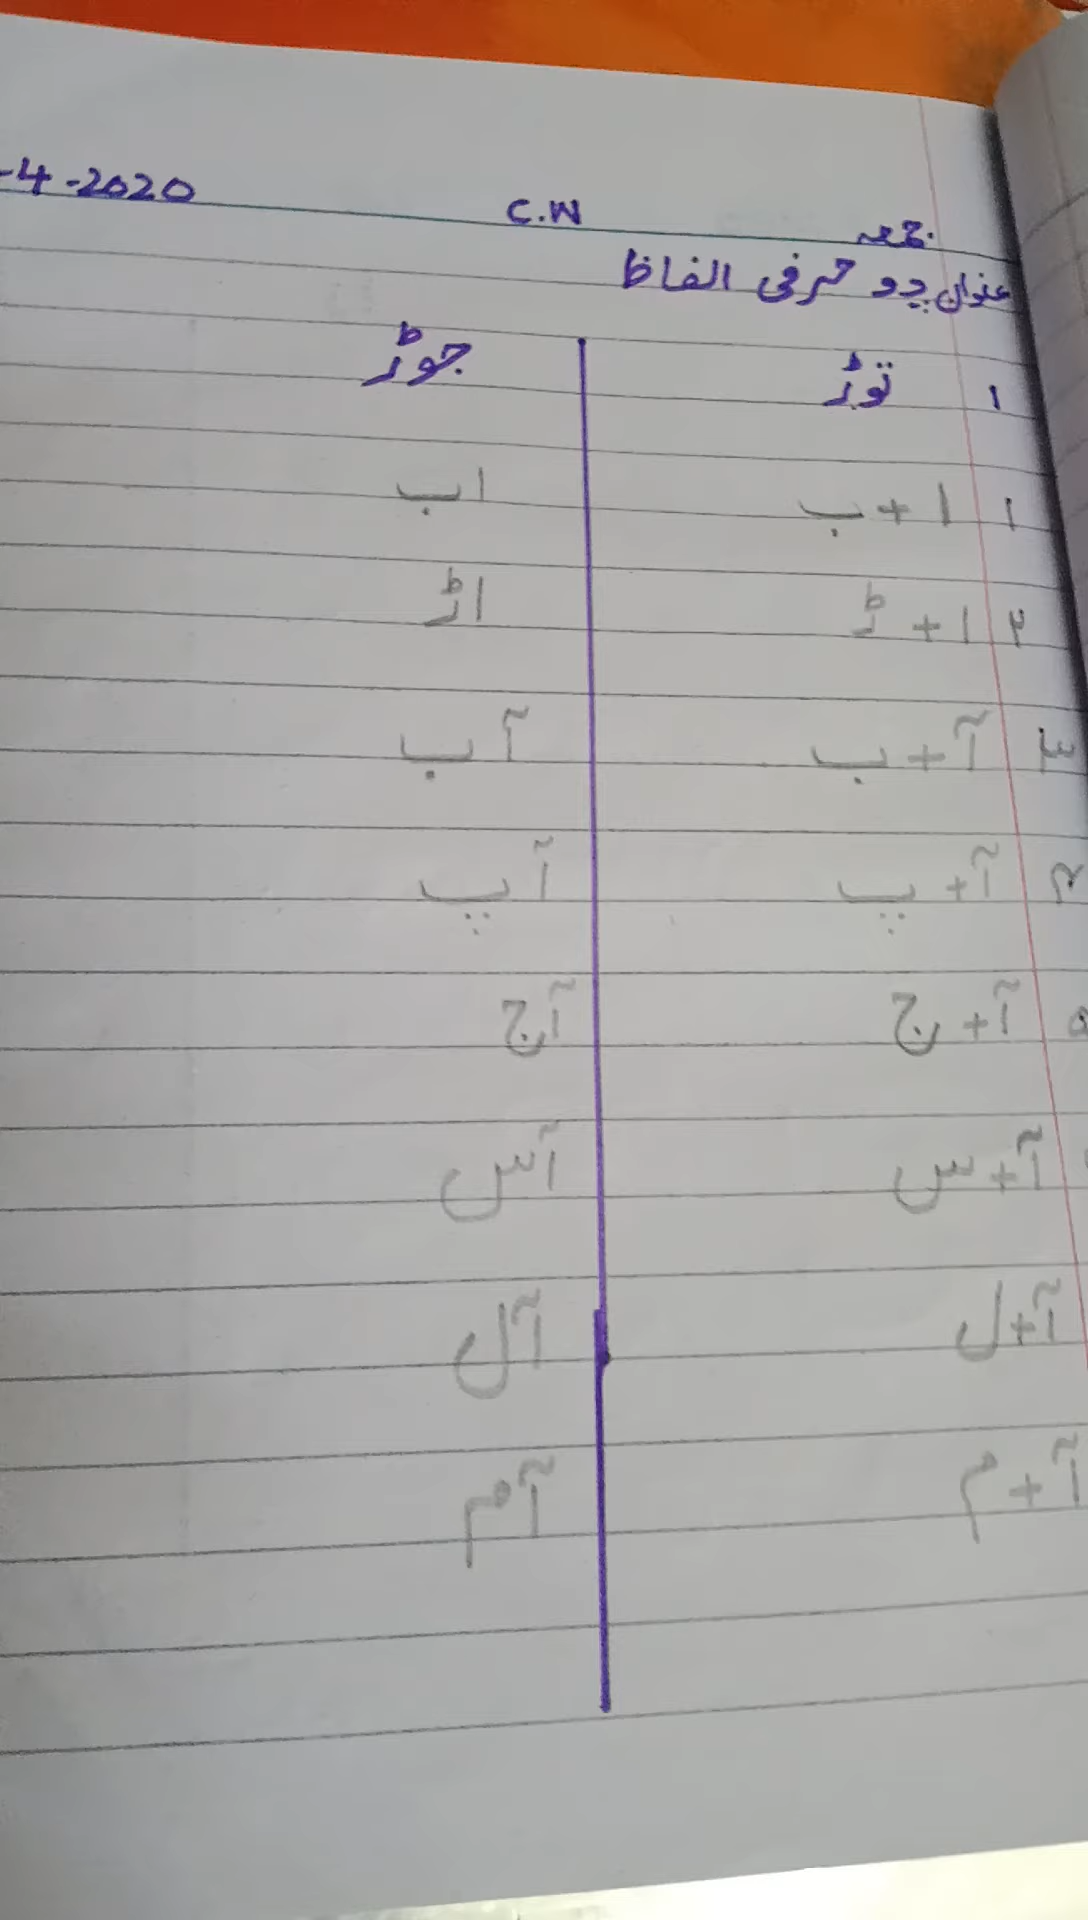 جمعہ C.W -4-2020
عنوان دو حرفی الفاظ
۱ توڑ جوڑ
۱ ا + ب اب
۲ ا + ڑ اڑ
۳ آ + ب آب
۴ آ + پ آپ
۵ آ + ج آج
آ + س آس
آ + ل آل
آ + م آم